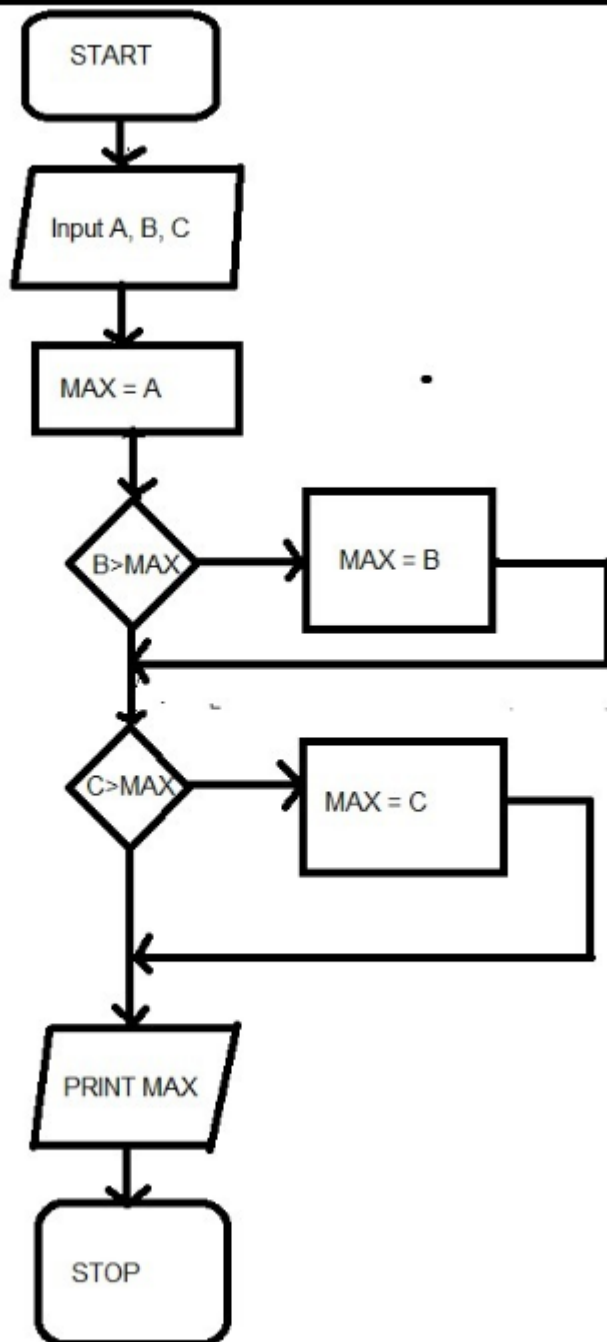 START
Input A, B, C
MAX = A
B>MAX
MAX = B
C>MAX
MAX = C
PRINT MAX
STOP